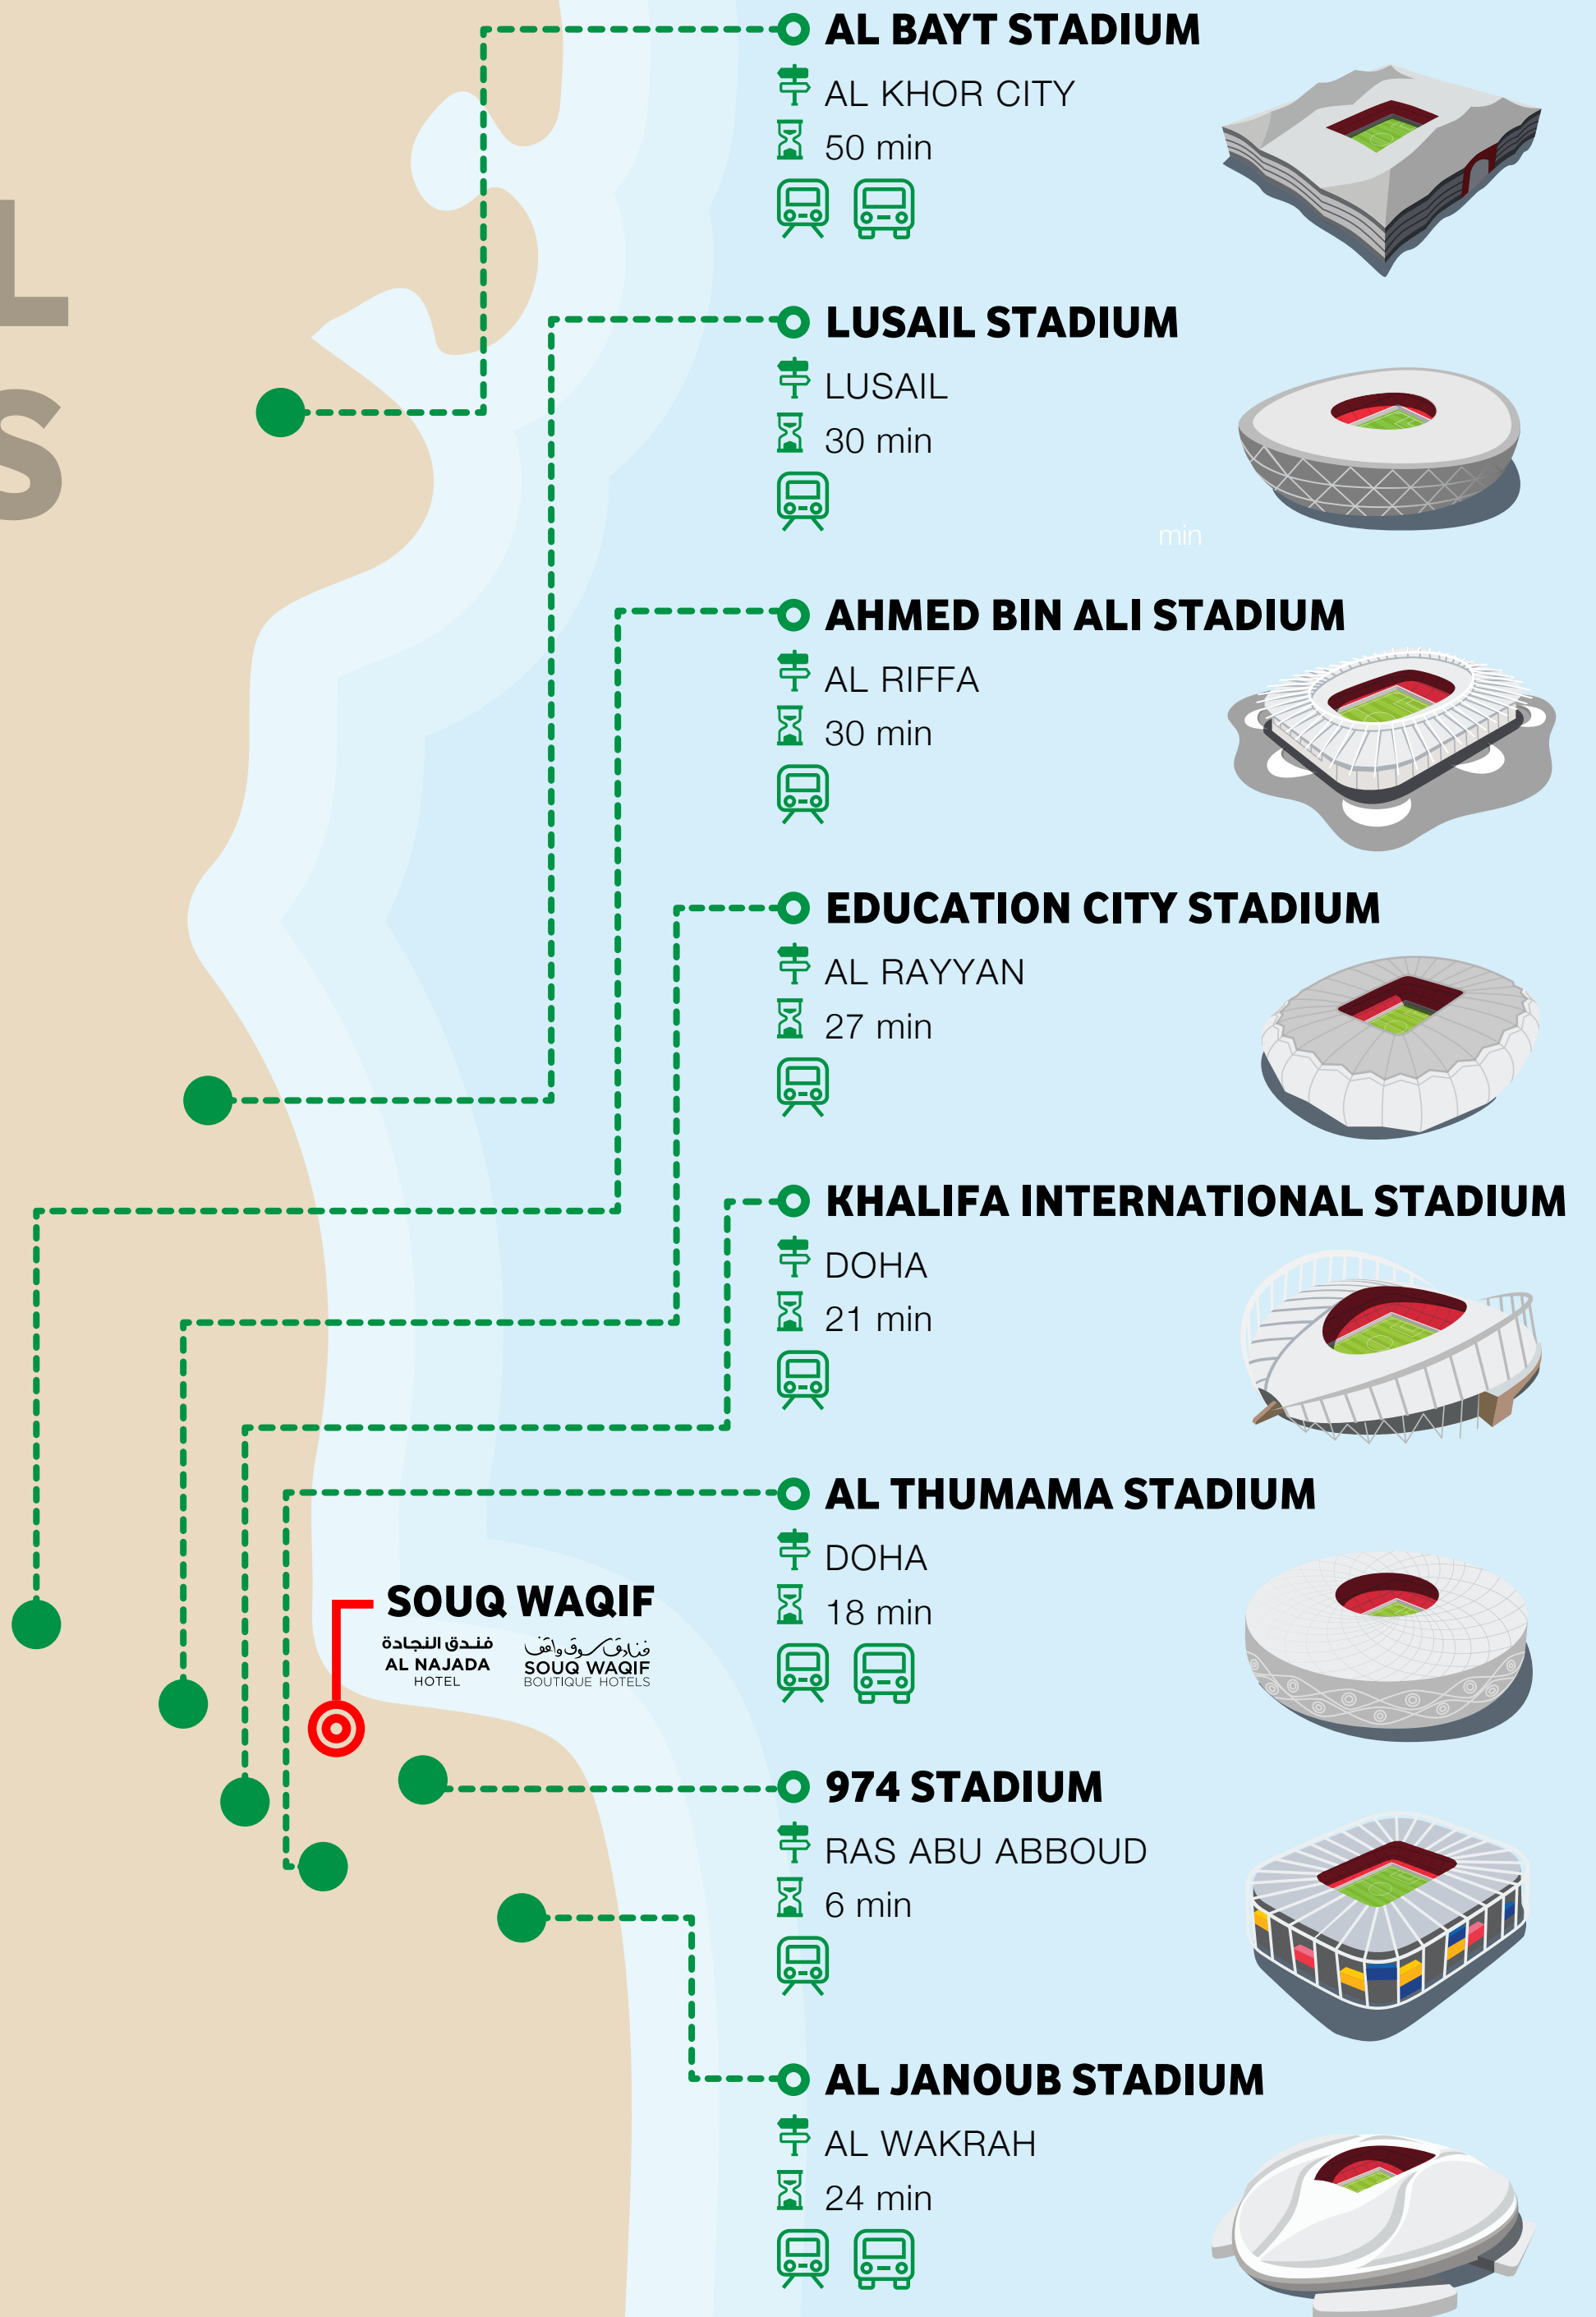 L
S
AL BAYT STADIUM
AL KHOR CITY
50 min
LUSAIL STADIUM
LUSAIL
30 min
min
AHMED BIN ALI STADIUM
AL RIFFA
30 min
EDUCATION CITY STADIUM
AL RAYYAN
27 min
KHALIFA INTERNATIONAL STADIUM
DOHA
21 min
AL THUMAMA STADIUM
DOHA
18 min
SOUQ WAQIF
فندق النجادة
AL NAJADA
HOTEL
فنادق سوق واقف
SOUQ WAQIF
BOUTIQUE HOTELS
974 STADIUM
RAS ABU ABBOUD
6 min
AL JANOUB STADIUM
AL WAKRAH
24 min